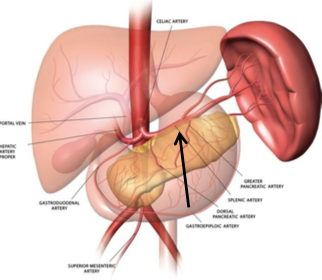 CELIAC ARTERY
PORTAL VEIN
HEPATIC
ARTERY
PROPER
GASTRODUODENAL
ARTERY
GREATER
PANCREATIC ARTERY
SPLENIC ARTERY
DORSAL
PANCREATIC ARTERY
GASTROEPIPLOIC ARTERY
SUPERIOR MESENTERIC
ARTERY